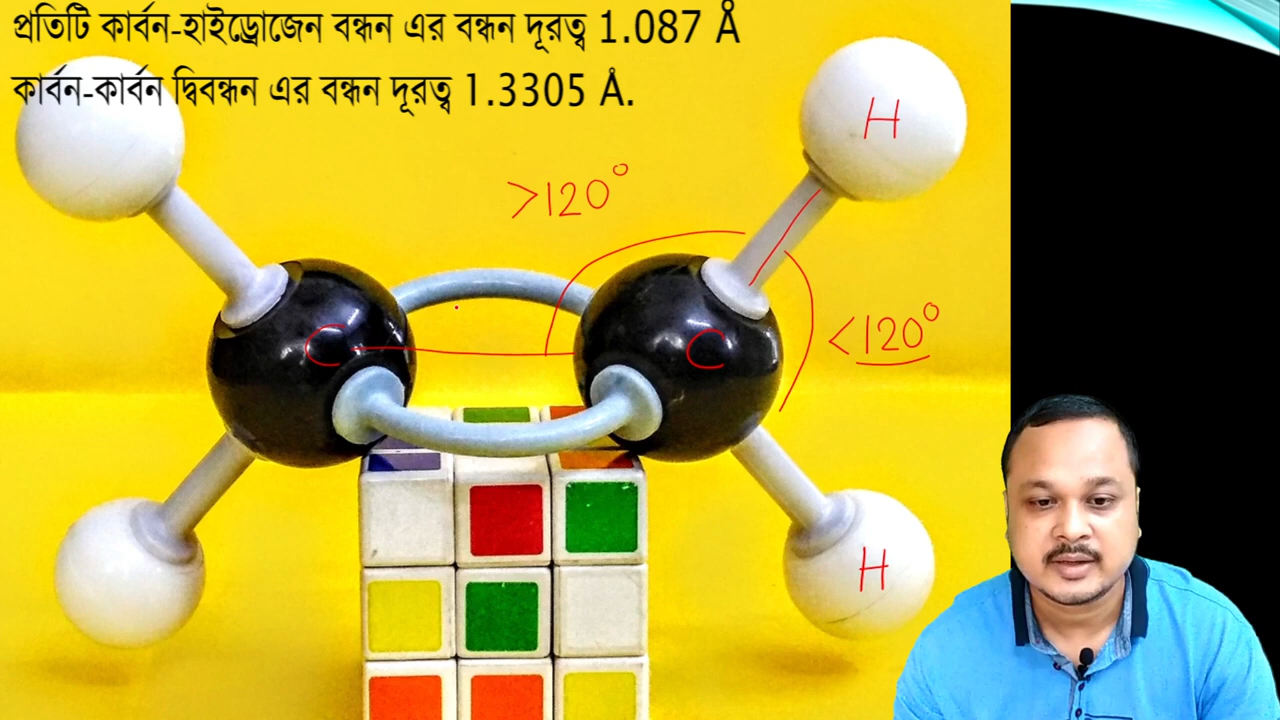 প্রতিটি কার্বন-হাইড্রোজেন বন্ধন এর বন্ধন দূরত্ব 1.087 Å
কার্বন-কার্বন দ্বিবন্ধন এর বন্ধন দূরত্ব 1.3305 Å.
H
>120°
C
C
<120°
H